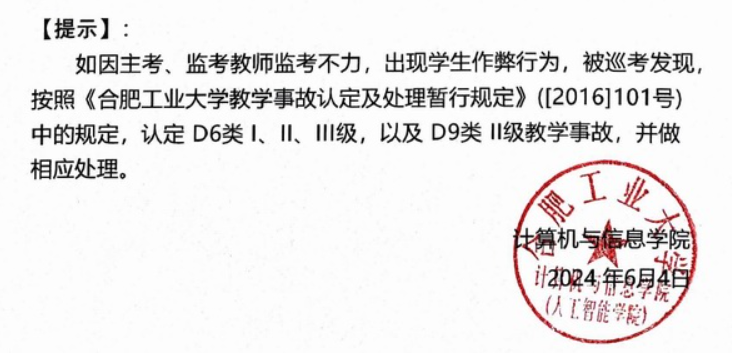 【提示】:
如因主考、监考教师监考不力，出现学生作弊行为，被巡考发现，
按照《合肥工业大学教学事故认定及处理暂行规定》([2016]101号)
中的规定，认定 D6类 I、II、III级，以及 D9类 II级教学事故，并做
相应处理。
合肥工业大学
计算机与信息学院
2024年6月4日
计算机与信息学院
(人工智能学院)